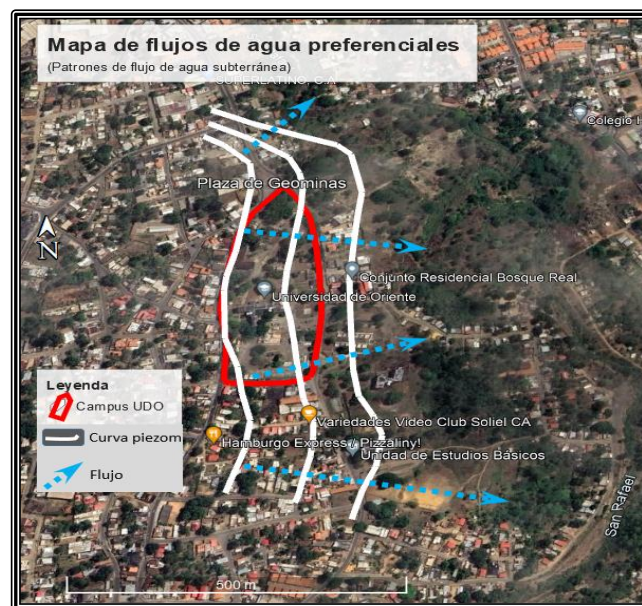 Mapa de flujos de agua preferenciales
(Patrones de flujo de agua subterránea)
SUPERLATINO, C.A
Colegio H
Plaza de Geominas
N
Conjunto Residencial Bosque Real
Universidad de Oriente
Leyenda
Campus UDO
Curva piezom
Flujo
Variedades Video Club Soliel CA
Hamburgo Express / Pizzaliny!
Unidad de Estudios Básicos
San Rafael
500 m